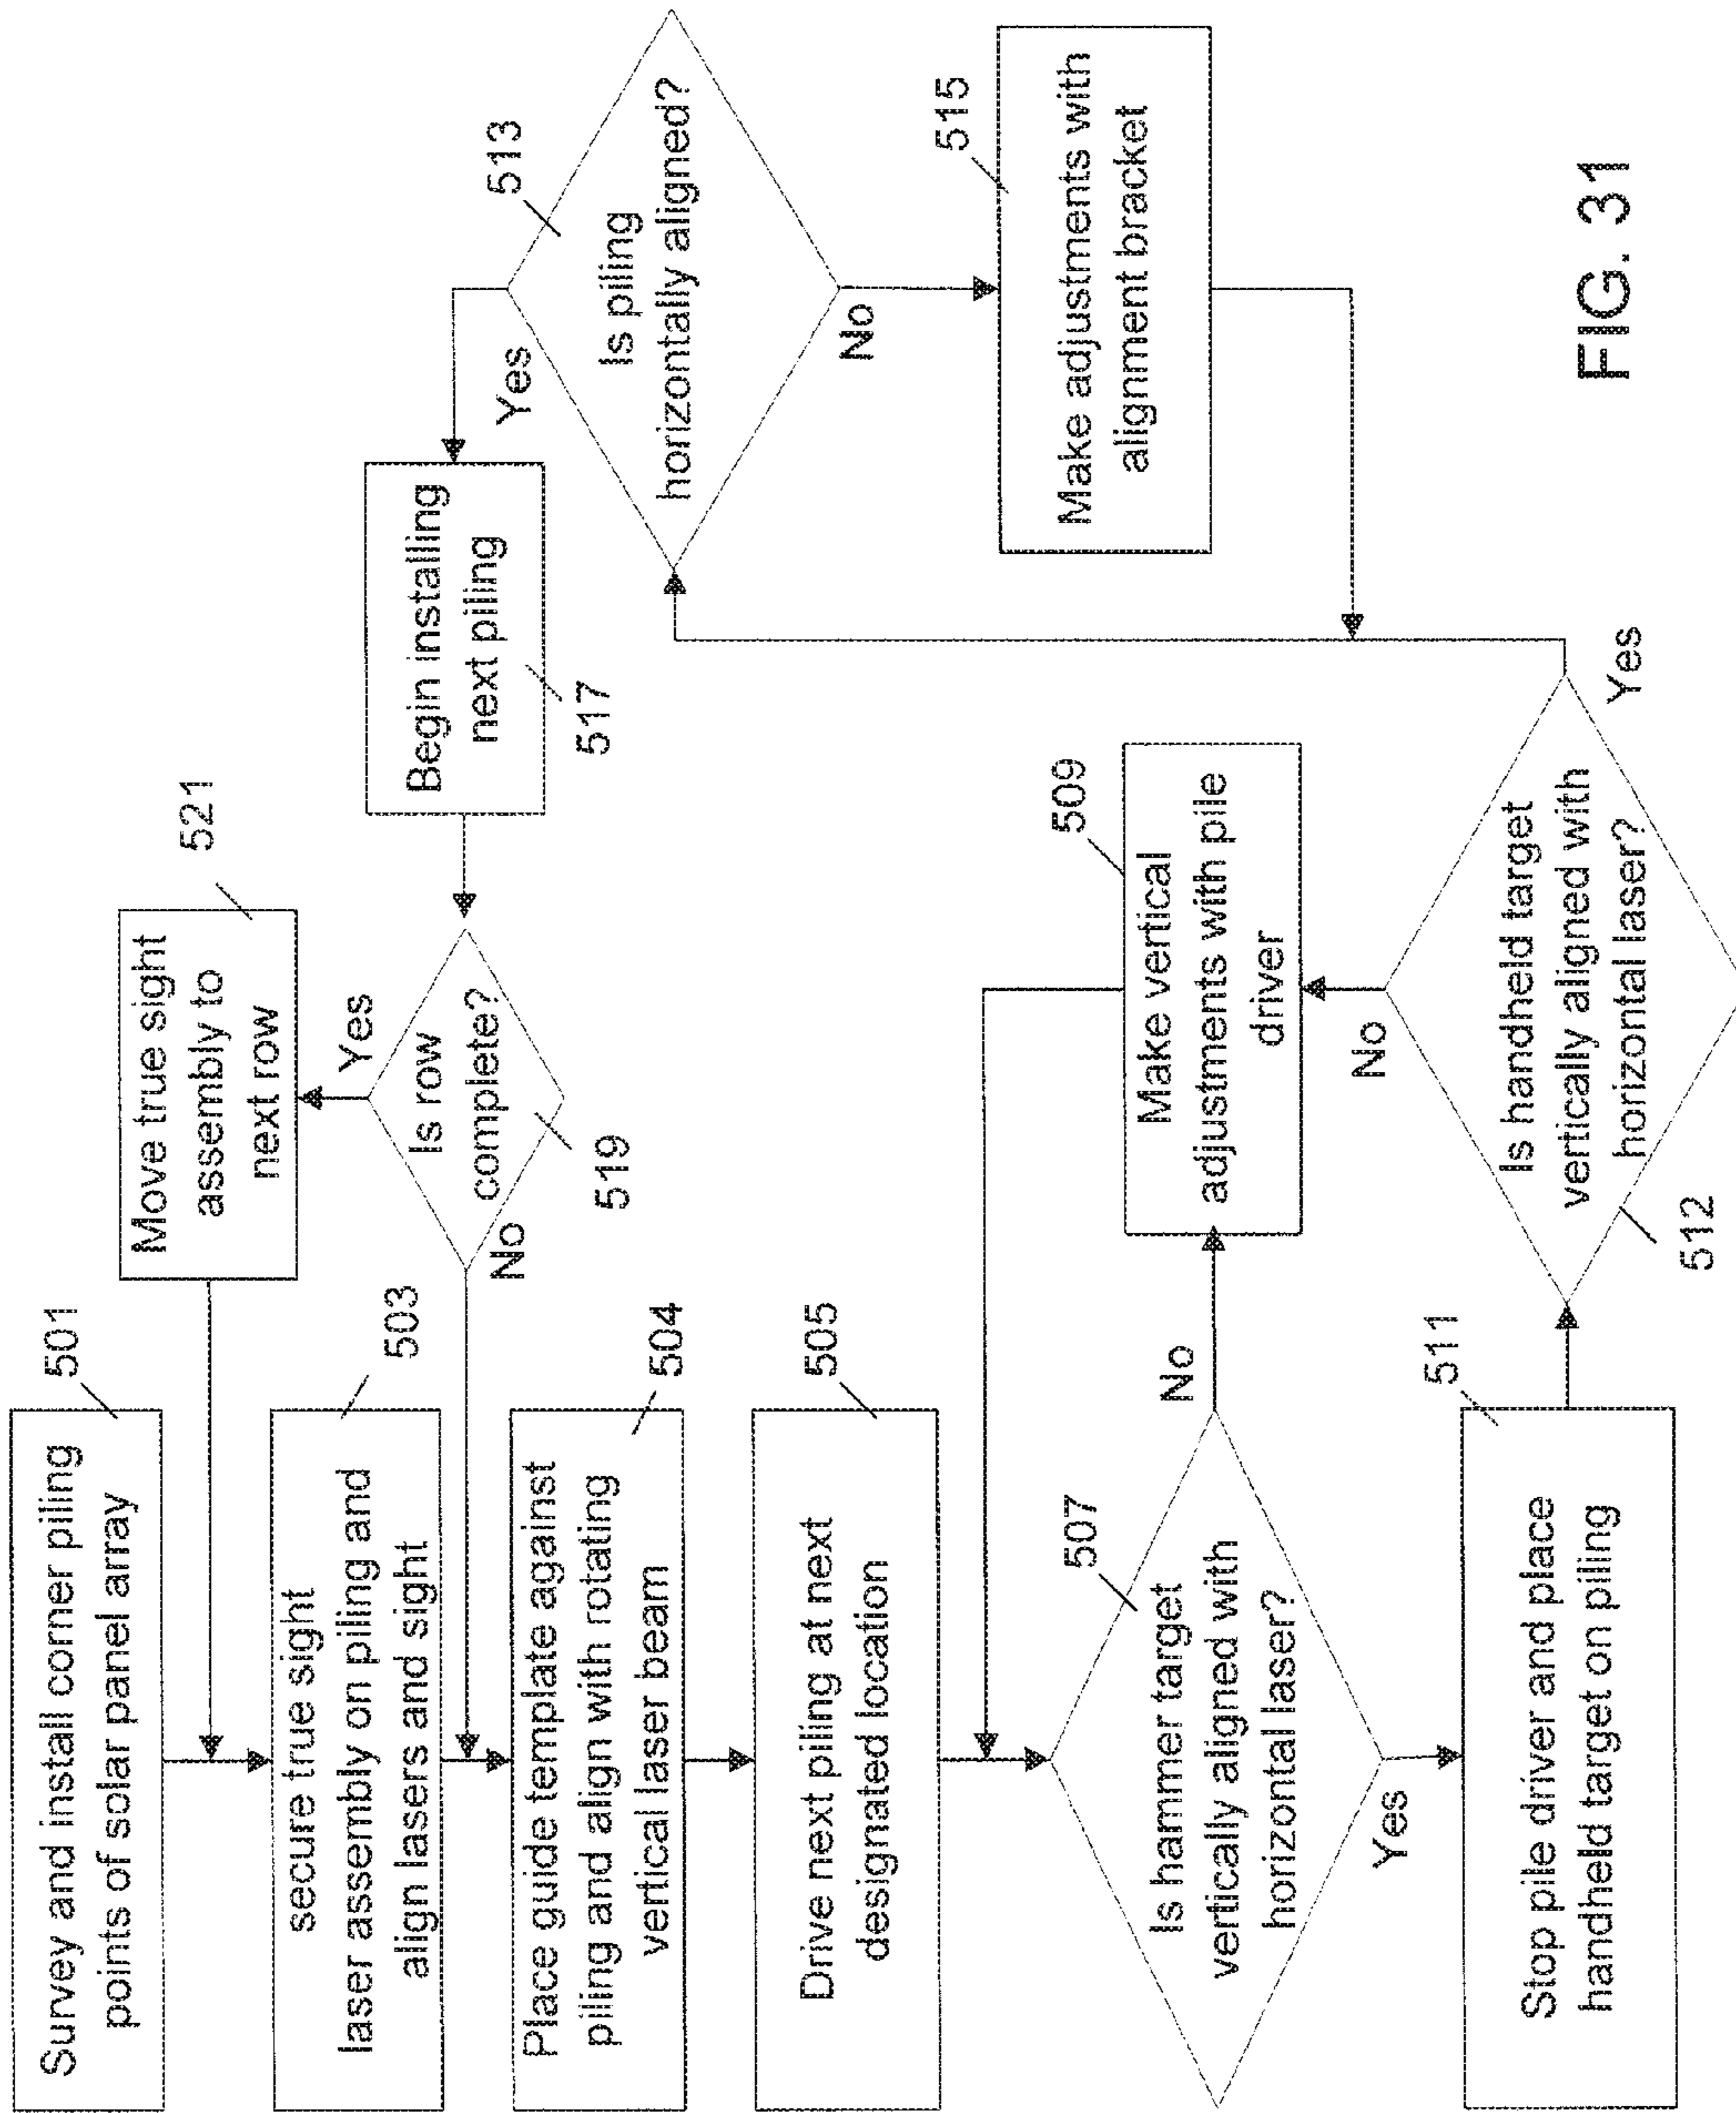 Survey and install corner piling
points of solar panel array
501
secure true sight
laser assembly on piling and
align lasers and sight
503
Place guide template against
piling and align with rotating
vertical laser beam
504
Drive next piling at next
designated location
505
Is hammer target
vertically aligned with
horizontal laser?
507
No
Yes
Make vertical
adjustments with pile
driver
509
Stop pile driver and place
handheld target on piling
511
Is handheld target
vertically aligned with
horizontal laser?
512
No
Yes
Is piling
horizontally aligned?
513
Yes
No
Make adjustments with
alignment bracket
515
Begin installing
next piling
517
Is row
complete?
519
No
Yes
Move true sight
assembly to
next row
521
FIG. 31